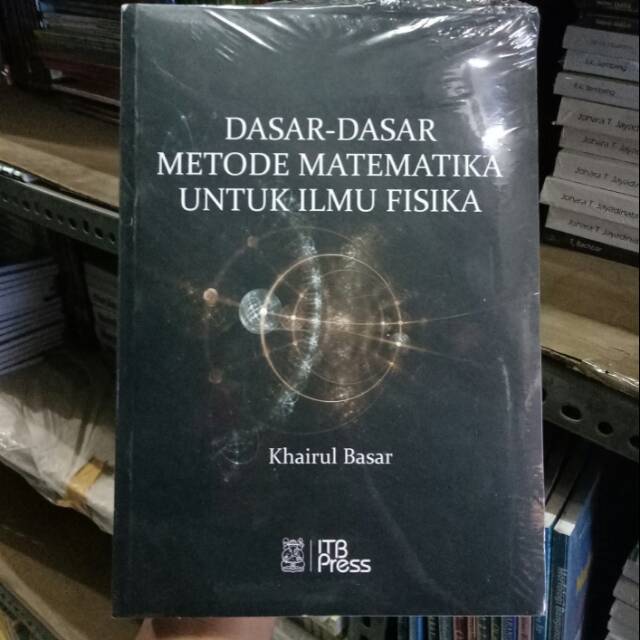 DASAR-DASAR
METODE MATEMATIKA
UNTUK ILMU FISIKA
Khairul Basar
ITB
Press